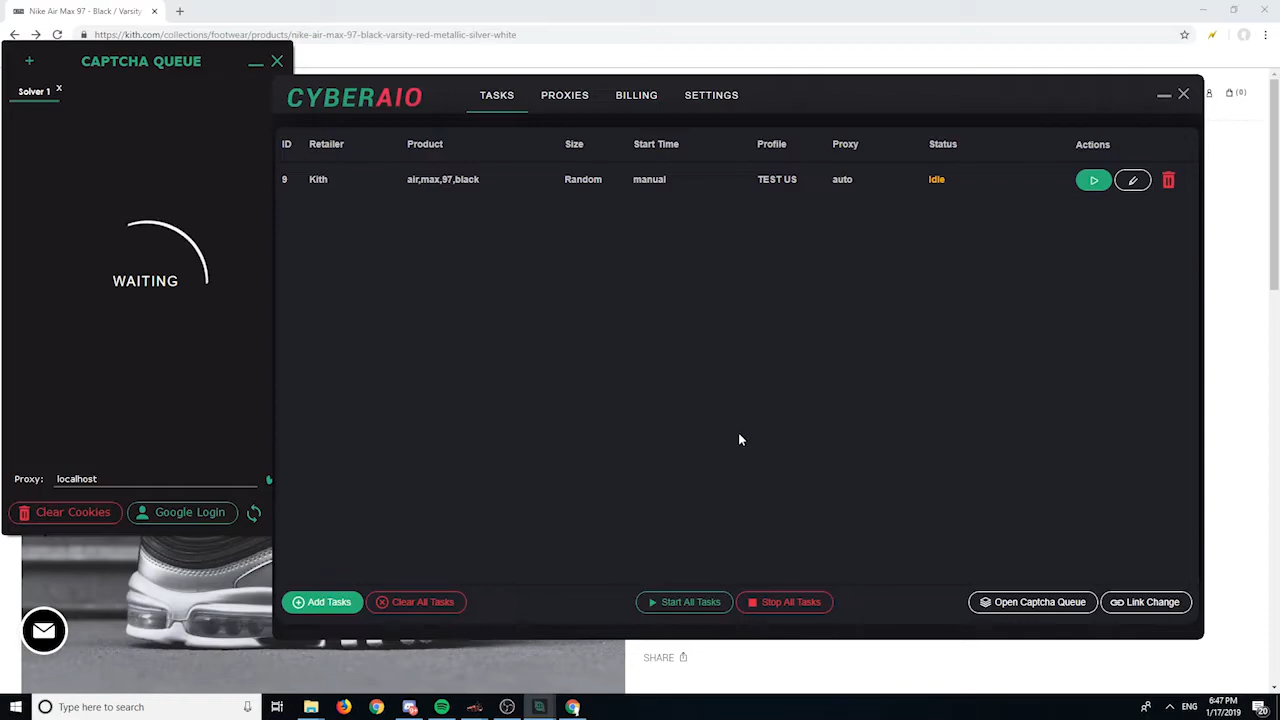 Nike Air Max 97 - Black / Varsity
https://kith.com/collections/footwear/products/nike-air-max-97-black-varsity-red-metallic-silver-white
CAPTCHA QUEUE
Solver 1
WAITING
Proxy: localhost
Clear Cookies Google Login
CYBERAIO TASKS PROXIES BILLING SETTINGS
(0)
ID Retailer Product Size Start Time Profile Proxy Status Actions
9 Kith air,max,97,black Random manual TEST US auto Idle
Add Tasks Clear All Tasks Start All Tasks Stop All Tasks Open Captcha Queue Link Change
SHARE
Type here to search
ENG
6:47 PM
1/17/2019
20